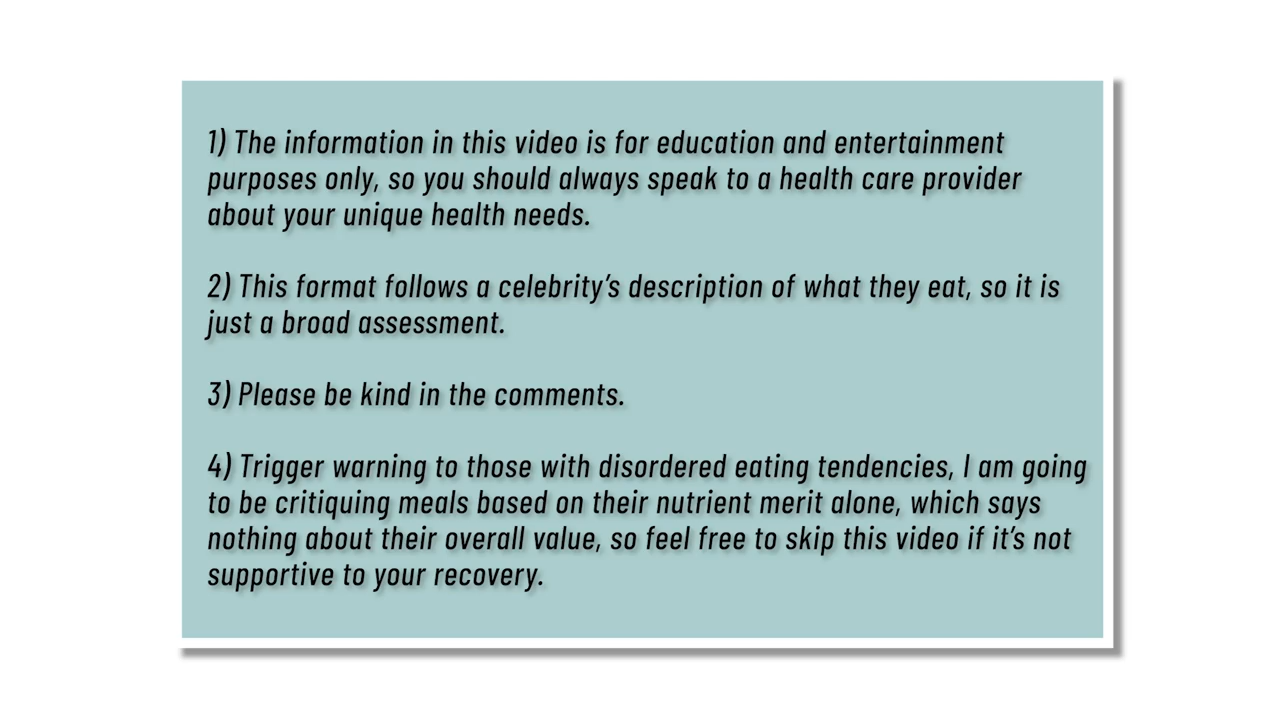 1) The information in this video is for education and entertainment
purposes only, so you should always speak to a health care provider
about your unique health needs.
2) This format follows a celebrity's description of what they eat, so it is
just a broad assessment.
3) Please be kind in the comments.
4) Trigger warning to those with disordered eating tendencies, I am going
to be critiquing meals based on their nutrient merit alone, which says
nothing about their overall value, so feel free to skip this video if it's not
supportive to your recovery.